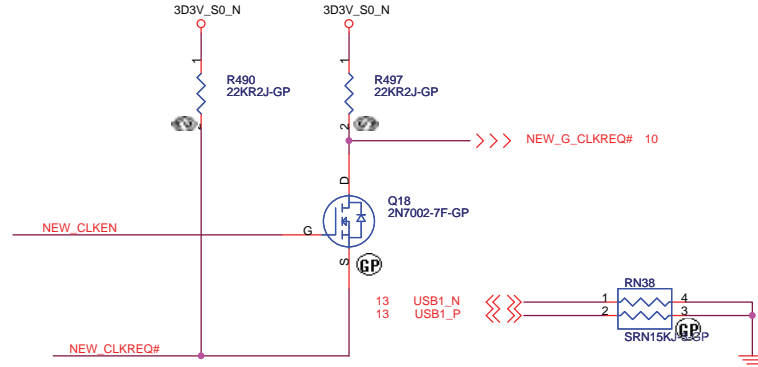 3D3V_S0_N 3D3V_S0_N
1 1
R490 R497
22KR2J-GP 22KR2J-GP
2
NEW_G_CLKREQ# 10
D
Q18
2N7002-7F-GP
NEW_CLKEN
G
S GP
RN38
13 USB1_N 1 4
13 USB1_P 2 3
GP
NEW_CLKREQ#